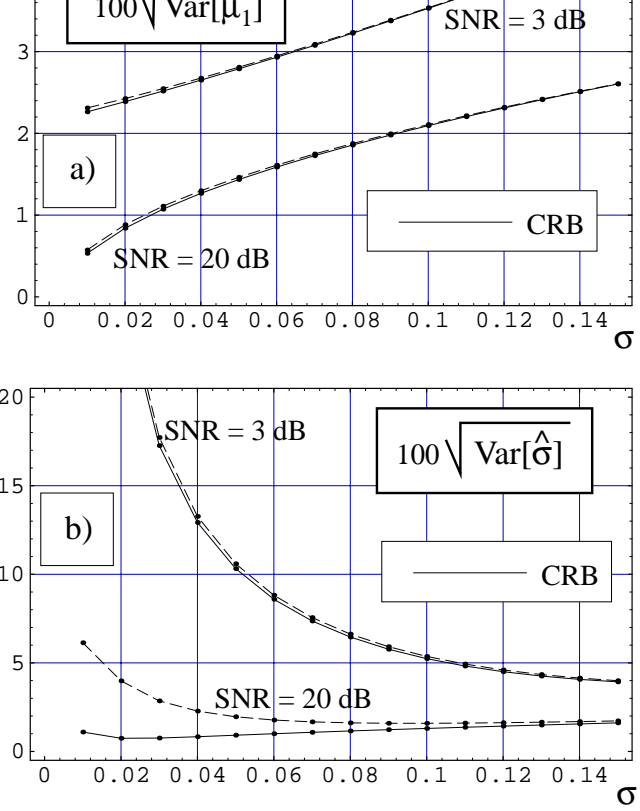 100√Var[μ̂₁]
SNR = 3 dB
3
2
a)
1
CRB
SNR = 20 dB
0
0 0.02 0.04 0.06 0.08 0.1 0.12 0.14
σ
20
SNR = 3 dB
100√Var[σ̂]
15
b)
10
CRB
5
SNR = 20 dB
0
0 0.02 0.04 0.06 0.08 0.1 0.12 0.14
σ